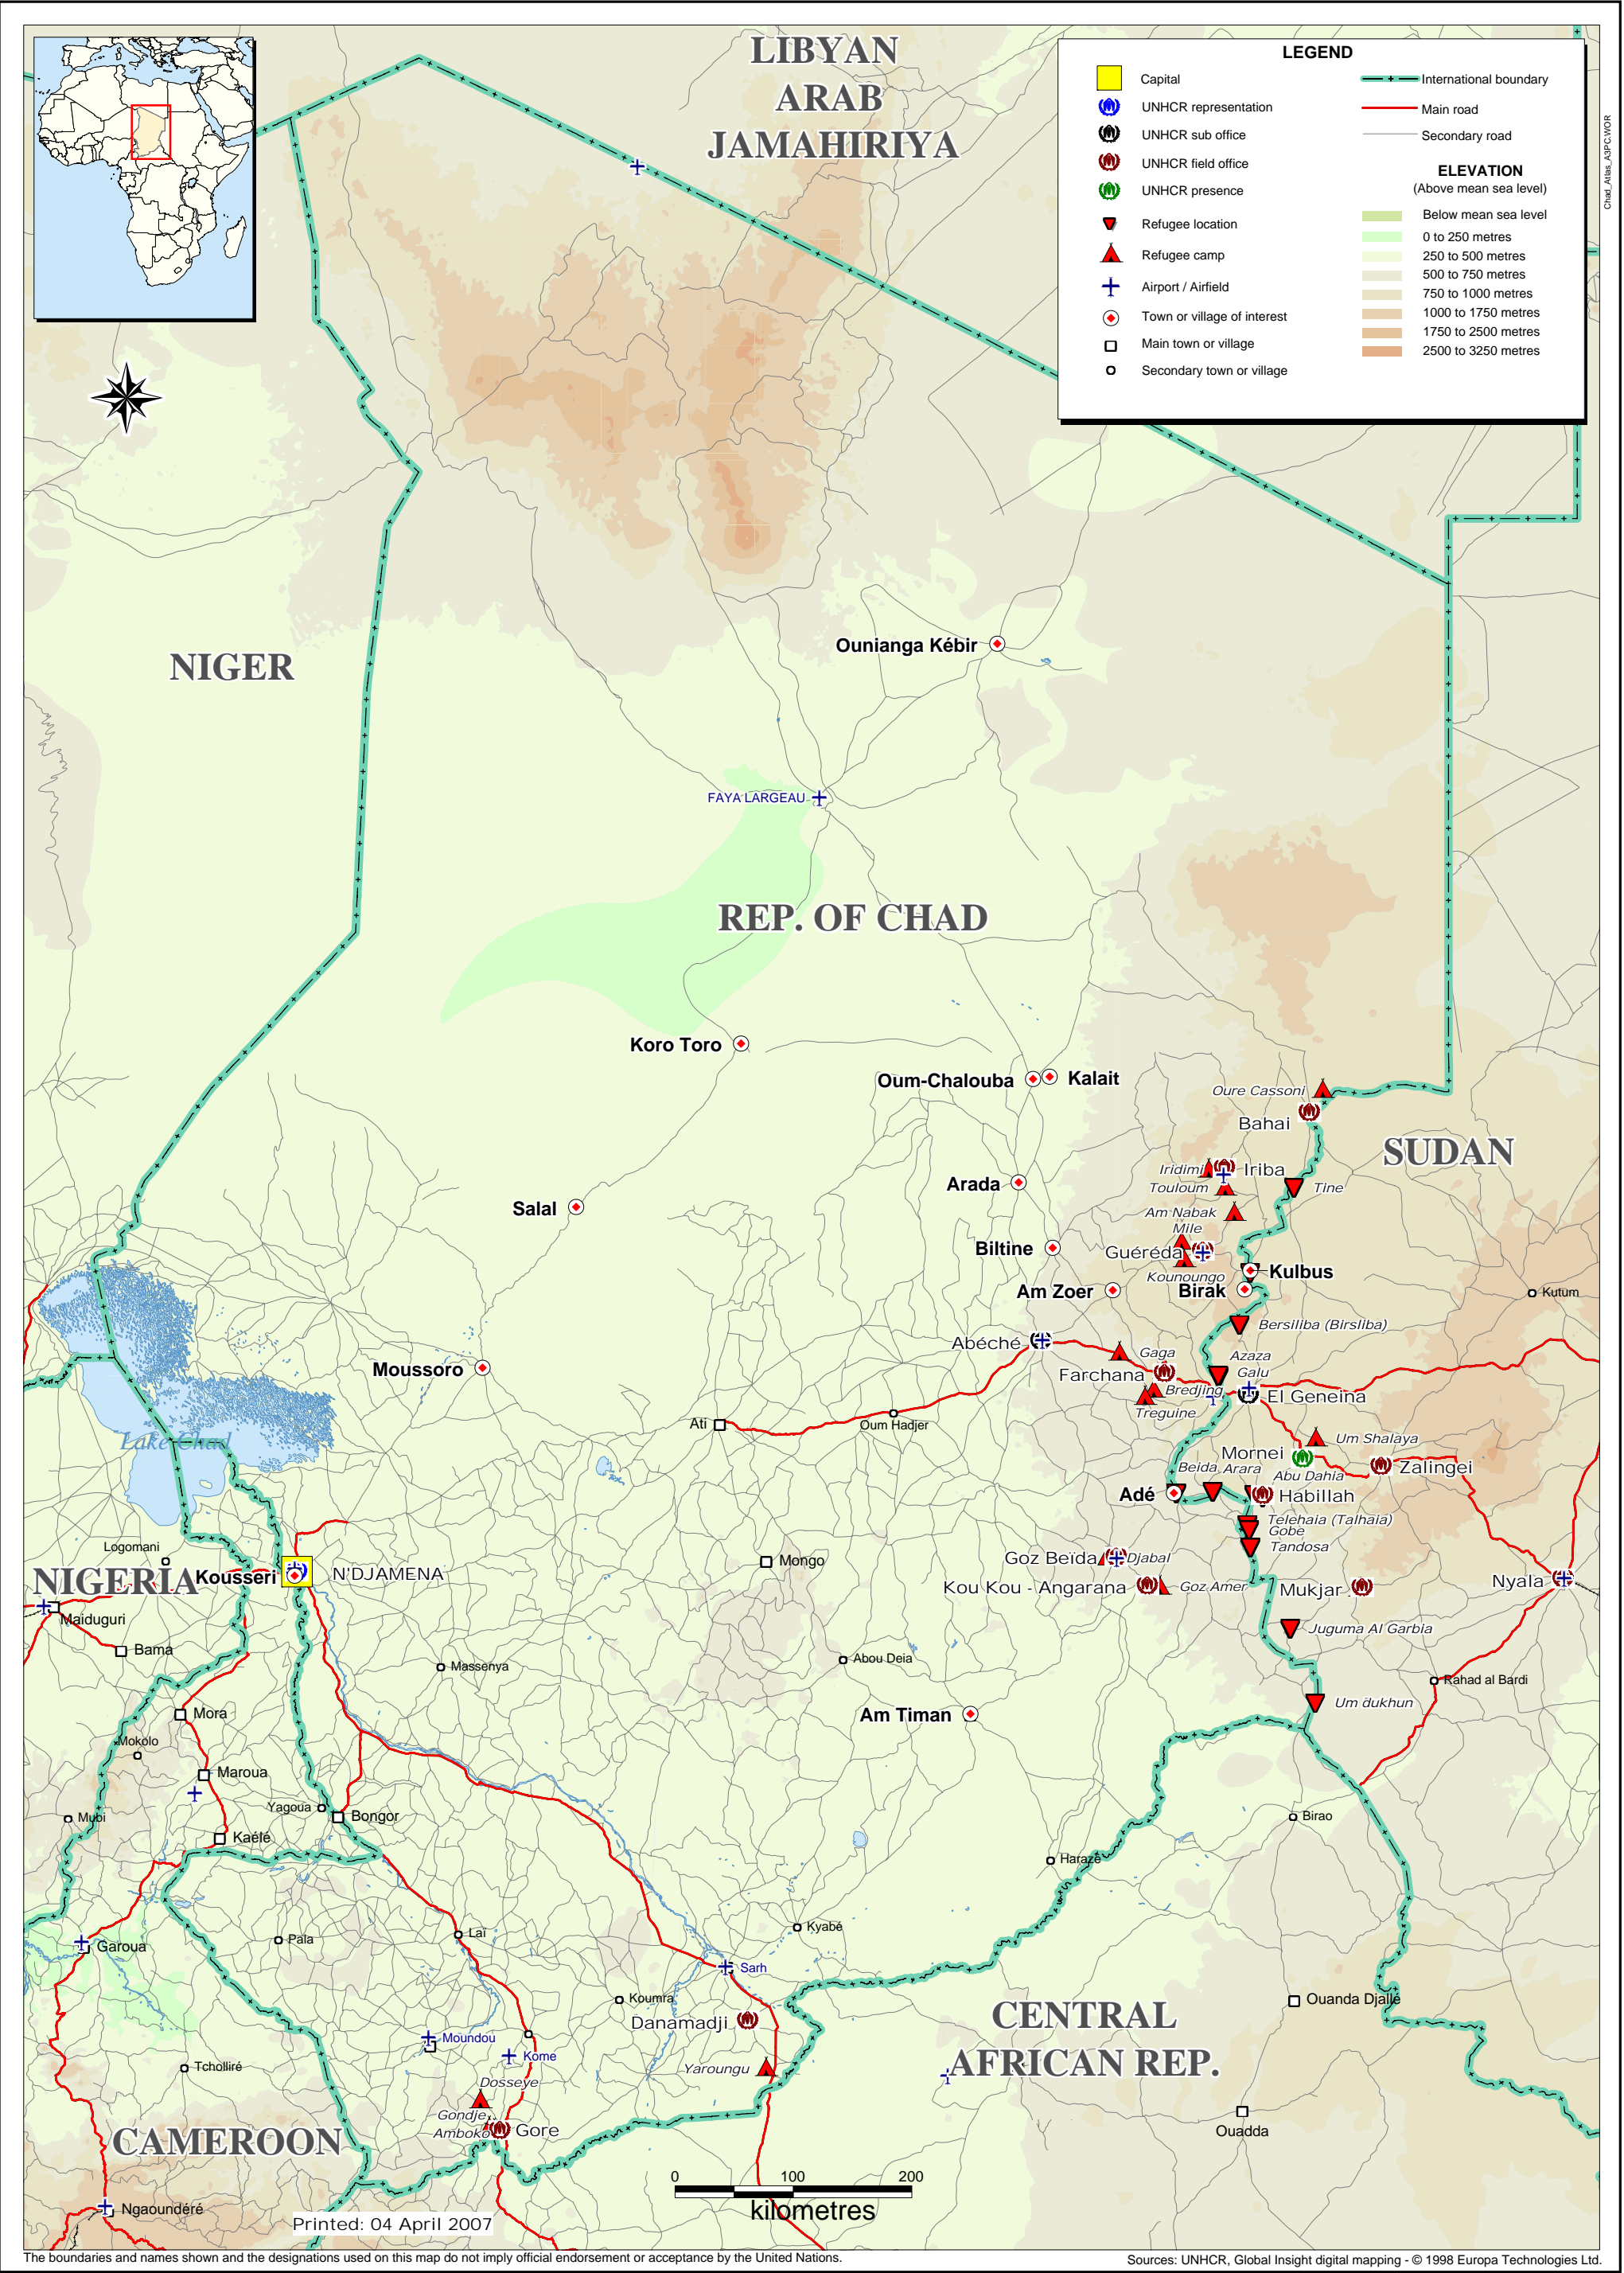 LIBYAN
ARAB
JAMAHIRIYA
LEGEND
Capital
UNHCR representation
UNHCR sub office
UNHCR field office
UNHCR presence
Refugee location
Refugee camp
Airport / Airfield
Town or village of interest
Main town or village
Secondary town or village
International boundary
Main road
Secondary road
ELEVATION
(Above mean sea level)
Below mean sea level
0 to 250 metres
250 to 500 metres
500 to 750 metres
750 to 1000 metres
1000 to 1750 metres
1750 to 2500 metres
2500 to 3250 metres
Chad_Atlas_A3PC.WOR
Ounianga Kébir
NIGER
FAYA LARGEAU
REP. OF CHAD
Koro Toro
Oum-Chalouba
Kalait
Oure Cassoni
Bahai
SUDAN
Iridimi
Iriba
Arada
Touloum
Tine
Salal
Am Nabak
Mile
Biltine
Guéréda
Kounoungo
Kulbus
Am Zoer
Birak
Kutum
Bersiliba (Birsliba)
Abéché
Gaga
Azaza
Moussoro
Farchana
Galu
Bredjing
El Geneina
Treguine
Ati
Oum Hadjer
Lake Chad
Um Shalaya
Mornei
Zalingei
Beida
Arara
Abu Dahia
Adé
Habillah
Telehaia (Talhaia)
Gobe
Tandosa
Logomani
Goz Beïda
Djabal
Mongo
NIGERIA
Kousseri
N'DJAMENA
Kou Kou - Angarana
Goz Amer
Mukjar
Nyala
Maiduguri
Juguma Al Garbia
Bama
Massenya
Abou Deia
Rahad al Bardi
Um dukhun
Mora
Am Timan
Mokolo
Maroua
Yagoua
Bongor
Mubi
Birao
Kaélé
Haraze
Kyabé
Pala
Laï
Garoua
Sarh
Koumra
Ouanda Djallé
Danamadji
CENTRAL
AFRICAN REP.
Moundou
Kome
Tcholliré
Yaroungu
Dosseye
Gondje
Amboko
Gore
Ouadda
CAMEROON
0 100 200
kilometres
Ngaoundéré
Printed: 04 April 2007
The boundaries and names shown and the designations used on this map do not imply official endorsement or acceptance by the United Nations.
Sources: UNHCR, Global Insight digital mapping - © 1998 Europa Technologies Ltd.